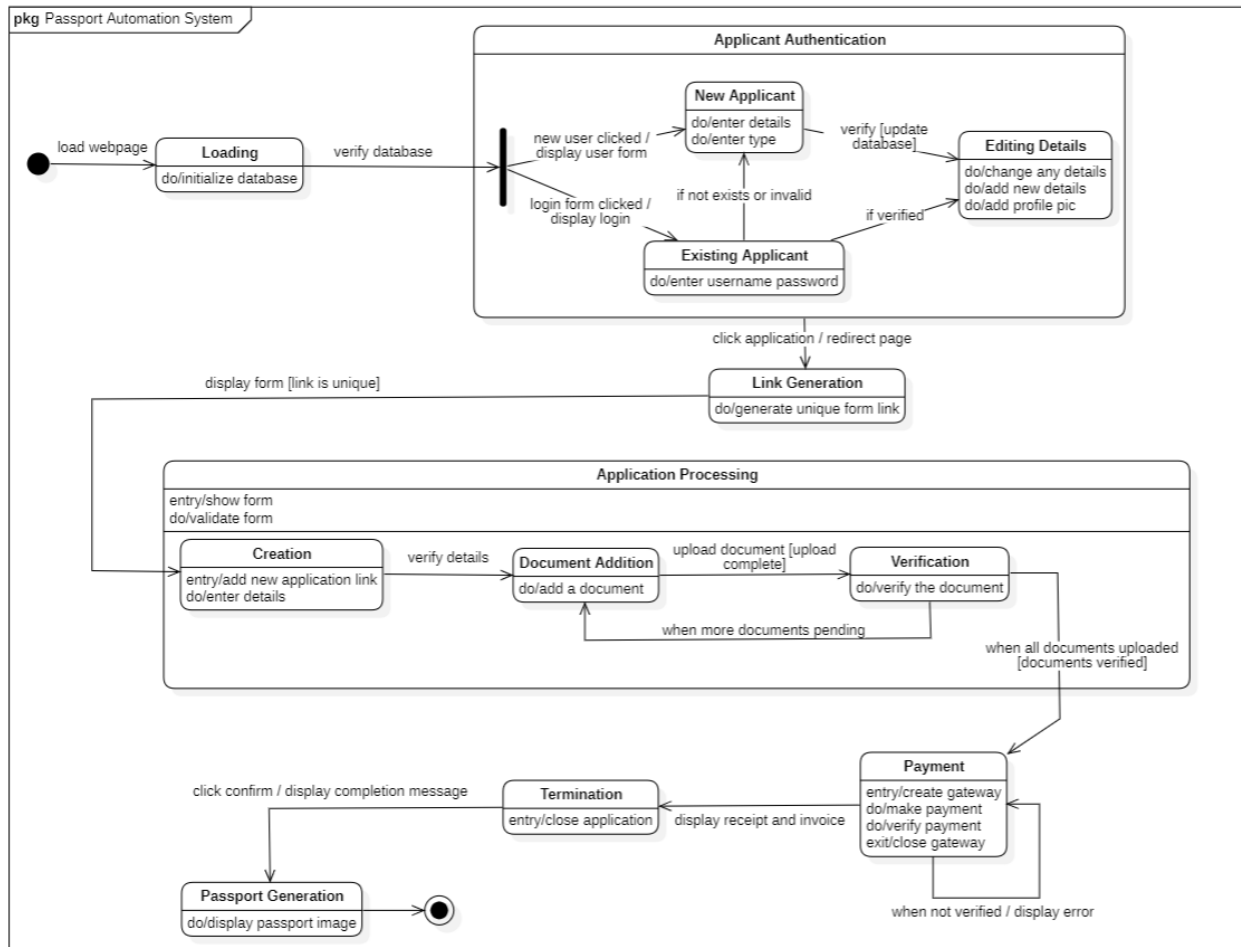 pkg Passport Automation System
Applicant Authentication
New Applicant
do/enter details
do/enter type
new user clicked /
display user form
verify [update
database]
load webpage
Loading
do/initialize database
verify database
Editing Details
do/change any details
do/add new details
do/add profile pic
if not exists or invalid
login form clicked /
display login
if verified
Existing Applicant
do/enter username password
click application / redirect page
Link Generation
do/generate unique form link
display form [link is unique]
Application Processing
entry/show form
do/validate form
Creation
entry/add new application link
do/enter details
verify details
Document Addition
do/add a document
upload document [upload
complete]
Verification
do/verify the document
when more documents pending
when all documents uploaded
[documents verified]
Payment
entry/create gateway
do/make payment
do/verify payment
exit/close gateway
when not verified / display error
display receipt and invoice
Termination
entry/close application
click confirm / display completion message
Passport Generation
do/display passport image